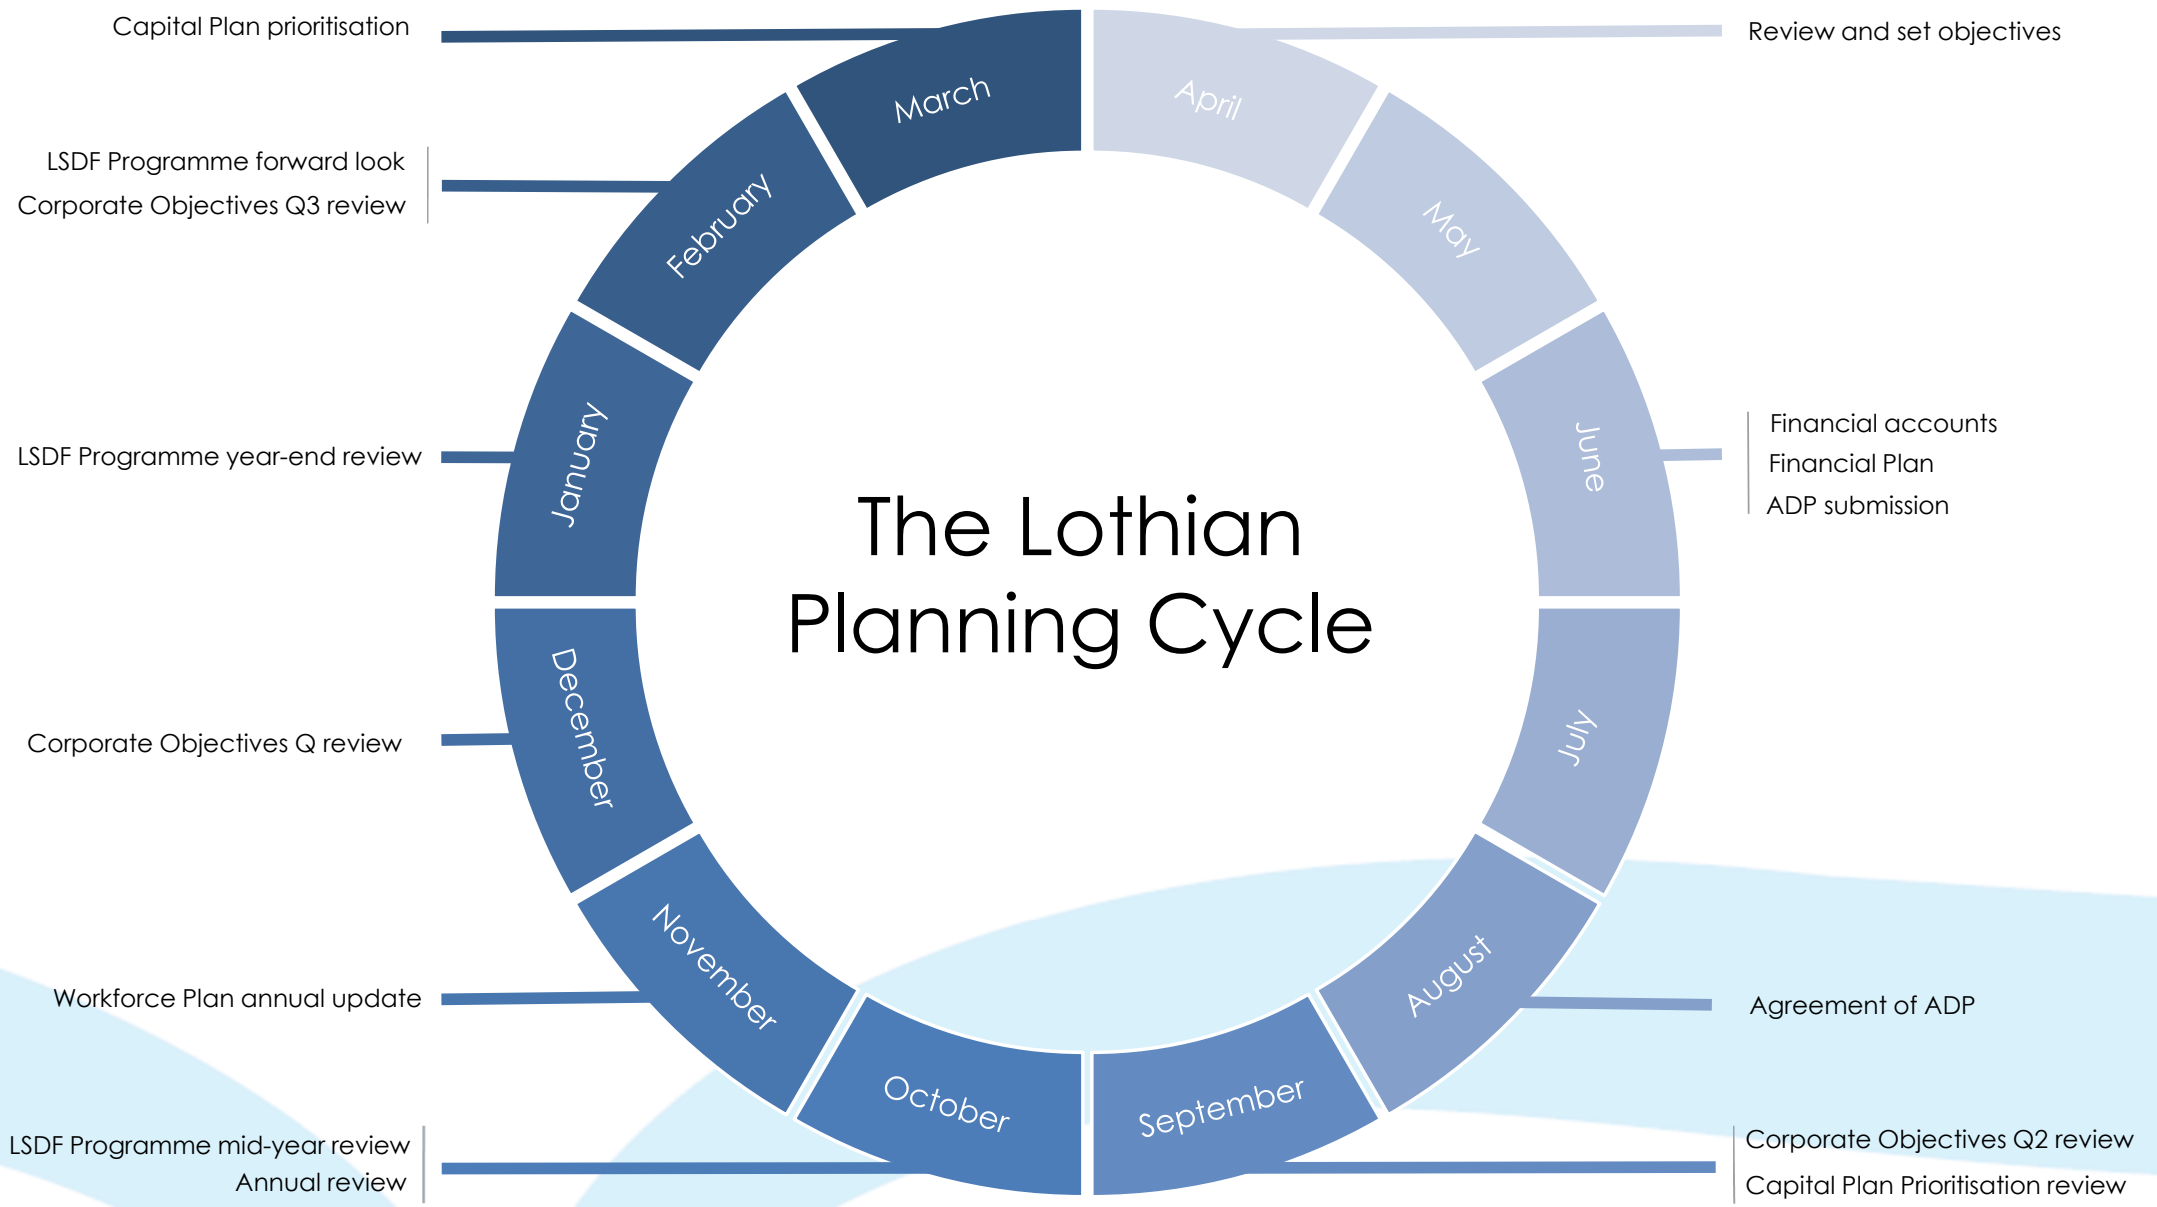 Capital Plan prioritisation
Review and set objectives
March
April
LSDF Programme forward look
Corporate Objectives Q3 review
February
May
January
June
LSDF Programme year-end review
Financial accounts
Financial Plan
ADP submission
The Lothian
Planning Cycle
December
July
Corporate Objectives Q review
November
August
Workforce Plan annual update
Agreement of ADP
October
September
LSDF Programme mid-year review
Annual review
Corporate Objectives Q2 review
Capital Plan Prioritisation review